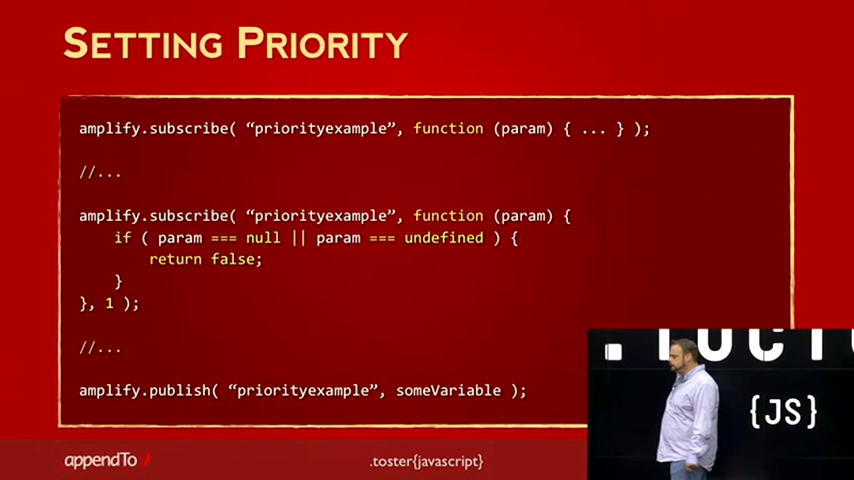 SETTING PRIORITY
amplify.subscribe( “priorityexample”, function (param) { ... } );
//...
amplify.subscribe( “priorityexample”, function (param) {
if ( param === null || param === undefined ) {
return false;
}
}, 1 );
//...
amplify.publish( “priorityexample”, someVariable );
{JS}
appendTo
.toster{javascript}